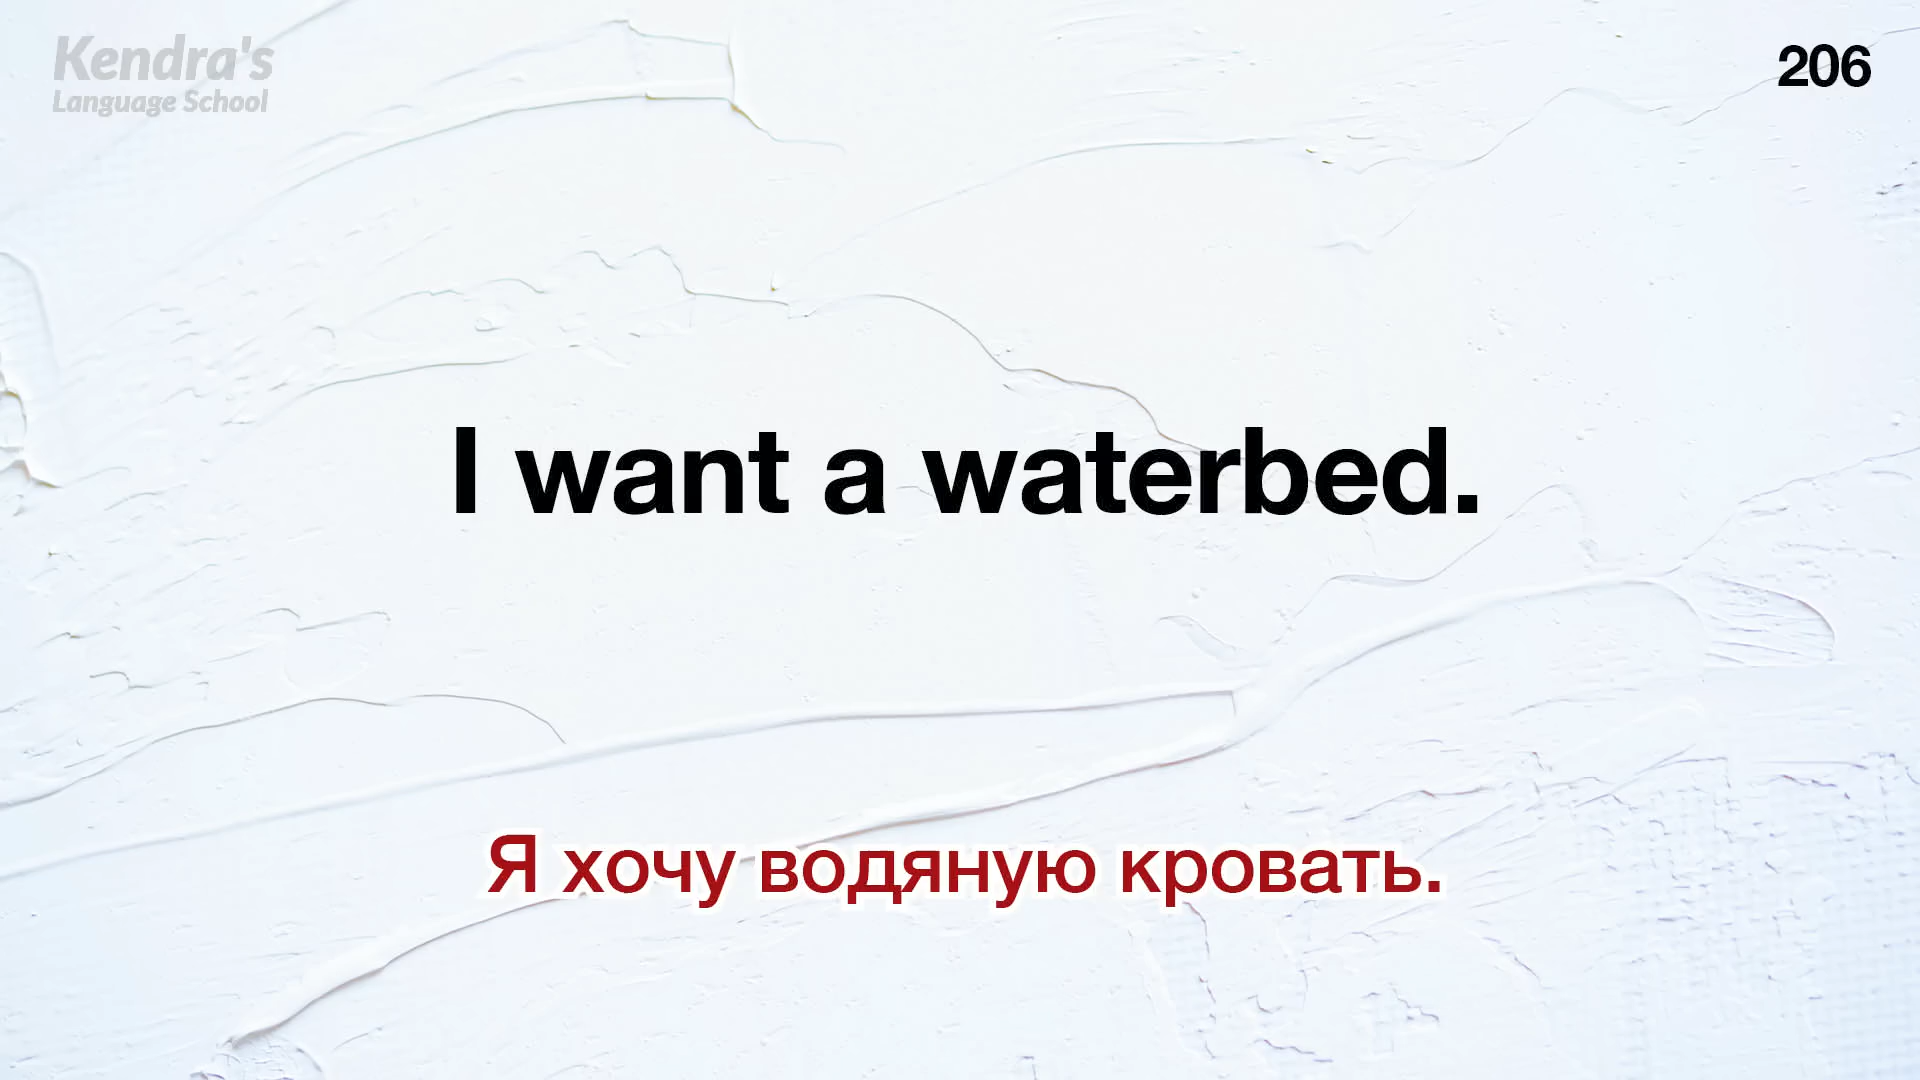 Kendra's
Language School
206
I want a waterbed.
Я хочу водяную кровать.